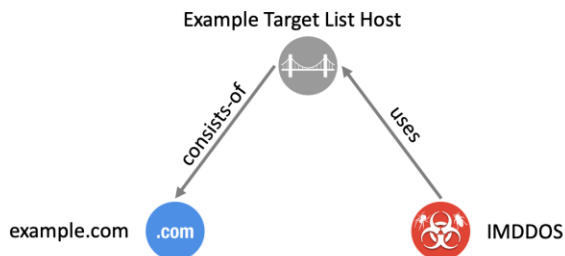 Example Target List Host
consists-of
uses
example.com
.com
IMDDOS